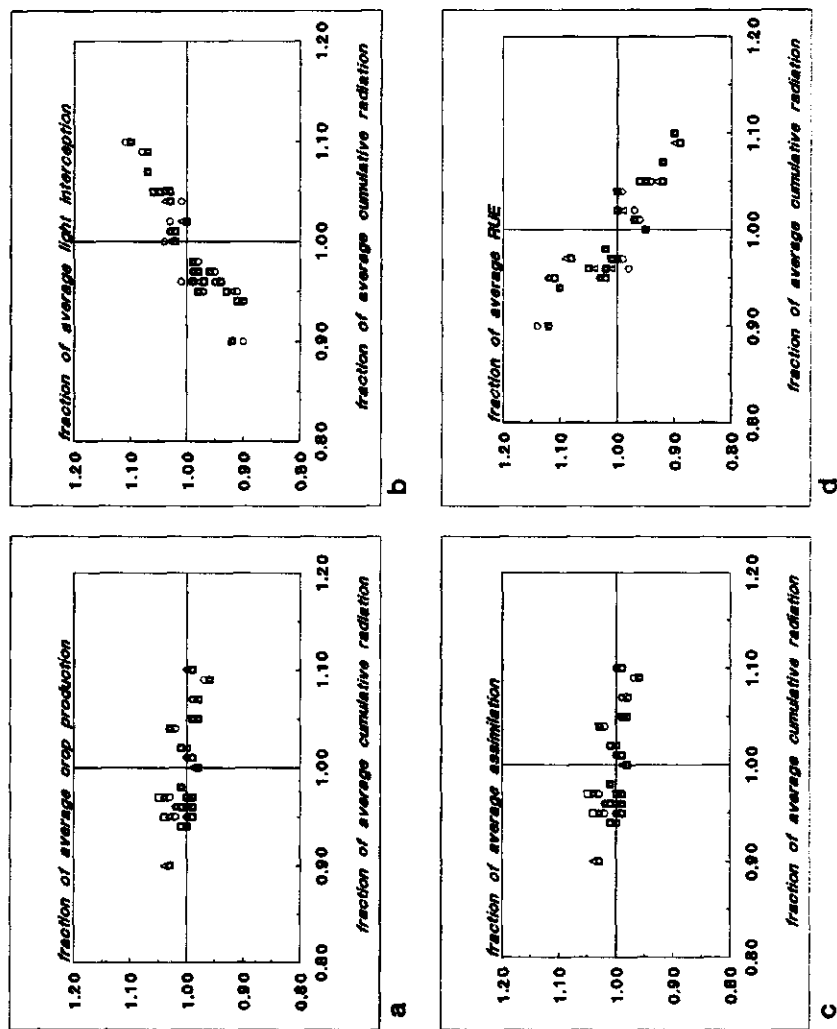 fraction of average crop production
1.20
1.10
1.00
0.90
0.80
0.80 0.90 1.00 1.10 1.20
fraction of average cumulative radiation
a
fraction of average light interception
1.20
1.10
1.00
0.90
0.80
0.80 0.90 1.00 1.10 1.20
fraction of average cumulative radiation
b
fraction of average assimilation
1.20
1.10
1.00
0.90
0.80
0.80 0.90 1.00 1.10 1.20
fraction of average cumulative radiation
c
fraction of average RUE
1.20
1.10
1.00
0.90
0.80
0.80 0.90 1.00 1.10 1.20
fraction of average cumulative radiation
d